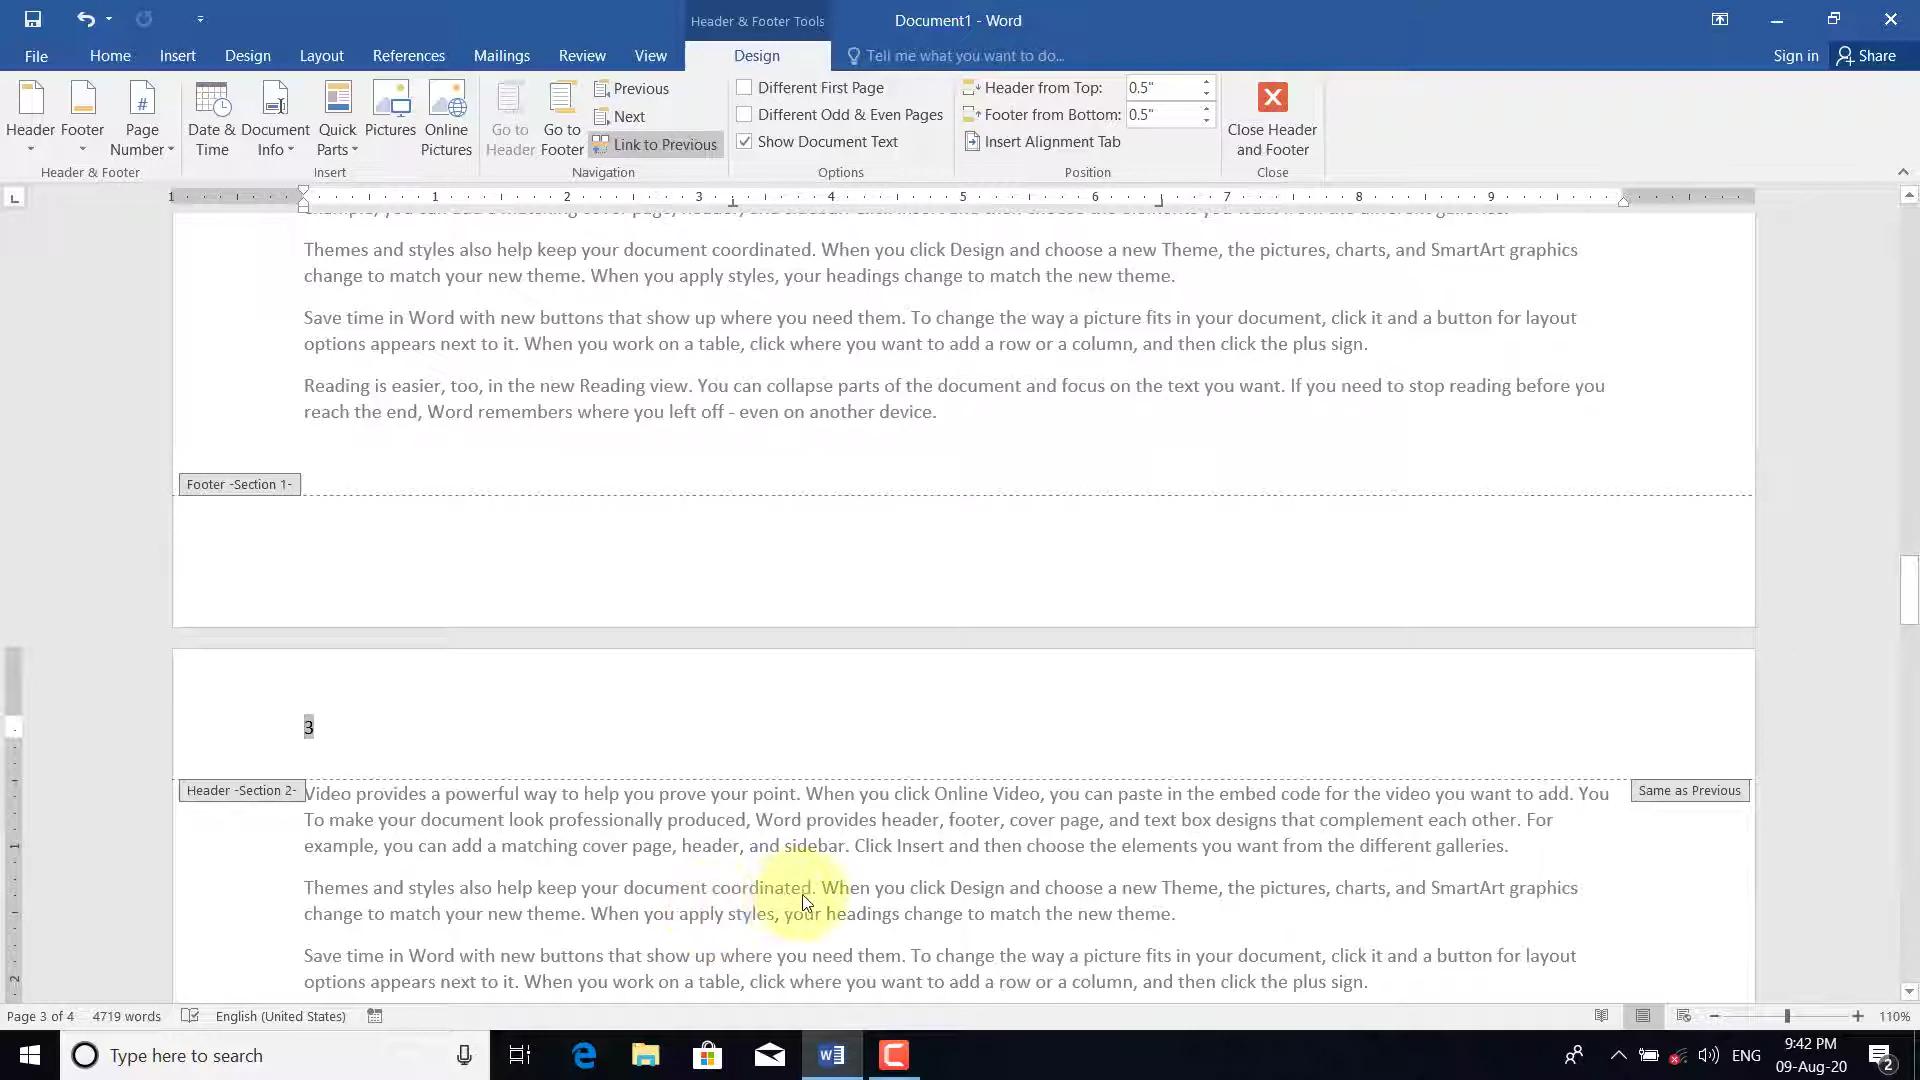 Header & Footer Tools
Document1 - Word
File Home Insert Design Layout References Mailings Review View Design Tell me what you want to do...
Sign in Share
Header Footer Page Number
Date & Time Document Info Quick Parts Pictures Online Pictures
Go to Header Go to Footer
Previous
Next
Link to Previous
Different First Page
Different Odd & Even Pages
Show Document Text
Header from Top: 0.5"
Footer from Bottom: 0.5"
Insert Alignment Tab
Close Header and Footer
Header & Footer Insert Navigation Options Position Close
1 1 2 3 4 5 6 7 8 9
Themes and styles also help keep your document coordinated. When you click Design and choose a new Theme, the pictures, charts, and SmartArt graphics
change to match your new theme. When you apply styles, your headings change to match the new theme.
Save time in Word with new buttons that show up where you need them. To change the way a picture fits in your document, click it and a button for layout
options appears next to it. When you work on a table, click where you want to add a row or a column, and then click the plus sign.
Reading is easier, too, in the new Reading view. You can collapse parts of the document and focus on the text you want. If you need to stop reading before you
reach the end, Word remembers where you left off - even on another device.
Footer -Section 1-
3
Header -Section 2-
Same as Previous
Video provides a powerful way to help you prove your point. When you click Online Video, you can paste in the embed code for the video you want to add. You
To make your document look professionally produced, Word provides header, footer, cover page, and text box designs that complement each other. For
example, you can add a matching cover page, header, and sidebar. Click Insert and then choose the elements you want from the different galleries.
Themes and styles also help keep your document coordinated. When you click Design and choose a new Theme, the pictures, charts, and SmartArt graphics
change to match your new theme. When you apply styles, your headings change to match the new theme.
Save time in Word with new buttons that show up where you need them. To change the way a picture fits in your document, click it and a button for layout
options appears next to it. When you work on a table, click where you want to add a row or a column, and then click the plus sign.
1
2
Page 3 of 4 4719 words English (United States) 110%
Type here to search
ENG
9:42 PM
09-Aug-20
2